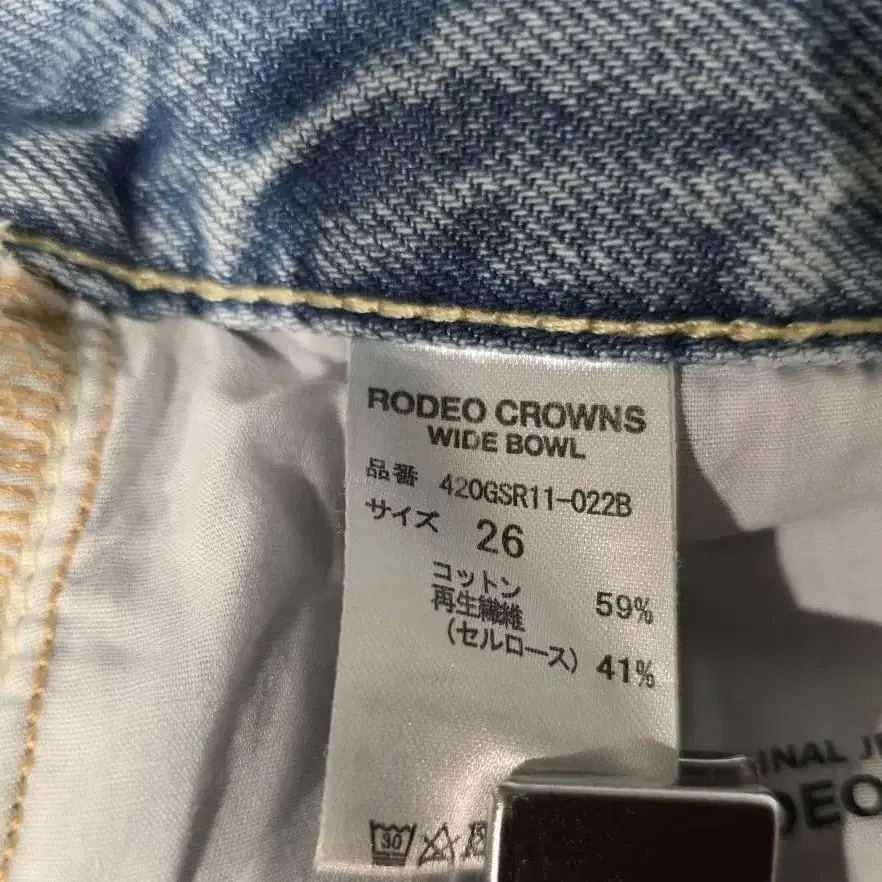 RODEO CROWNS
WIDE BOWL
品番 420GSR11-022B
サイズ 26
コットン 59%
再生繊維
(セルロース) 41%
30